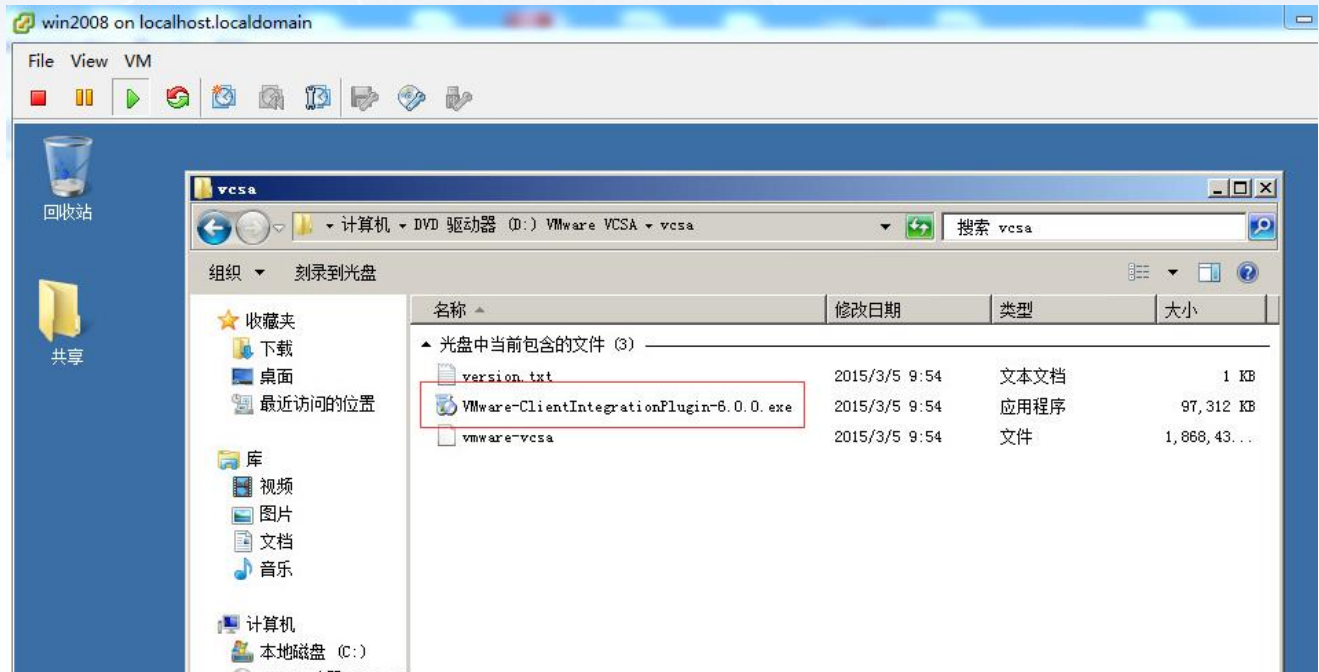 win2008 on localhost.localdomain
File View VM
回收站
共享
vcsa
计算机 DVD 驱动器 (D:) VMware VCSA vcsa
搜索 vcsa
组织 刻录到光盘
名称 修改日期 类型 大小
收藏夹
下载
桌面
最近访问的位置
库
视频
图片
文档
音乐
计算机
本地磁盘 (C:)
光盘中当前包含的文件 (3)
version.txt 2015/3/5 9:54 文本文档 1 KB
VMware-ClientIntegrationPlugin-6.0.0.exe 2015/3/5 9:54 应用程序 97,312 KB
vmware-vcsa 2015/3/5 9:54 文件 1,868,43...